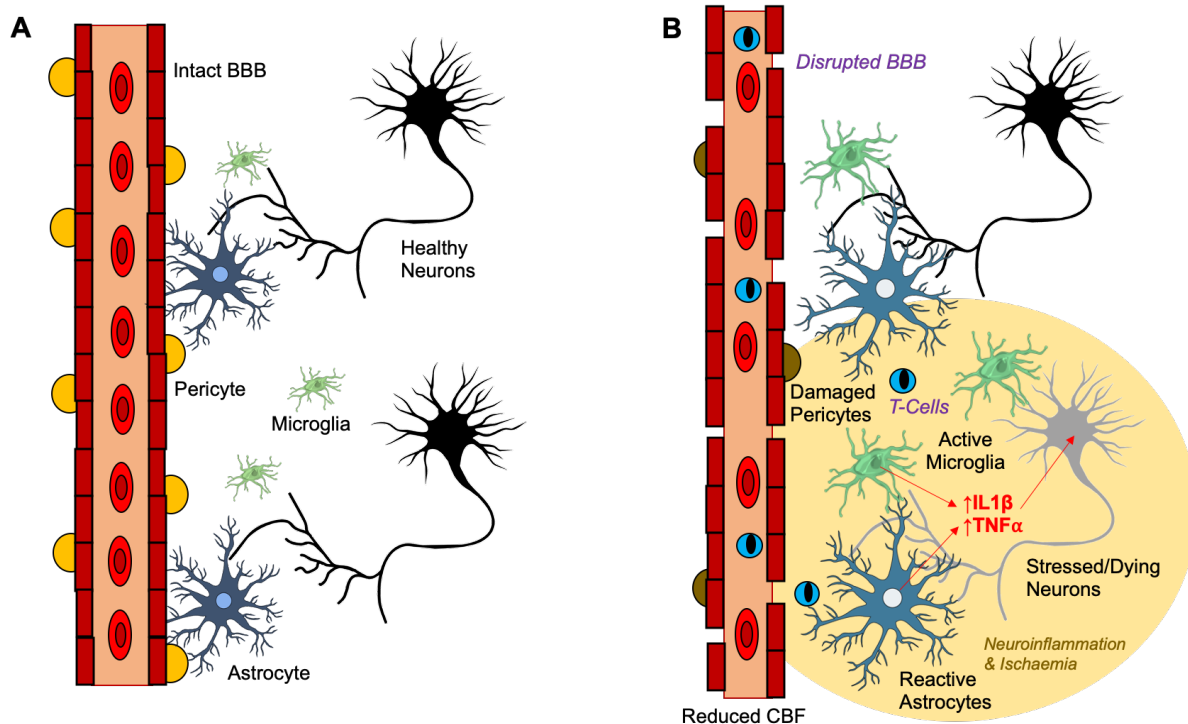 A
Intact BBB
Healthy
Neurons
Pericyte
Microglia
Astrocyte
B
Disrupted BBB
Damaged
Pericytes
T-Cells
Active
Microglia
↑IL1β
↑TNFα
Stressed/Dying
Neurons
Neuroinflammation
& Ischaemia
Reactive
Astrocytes
Reduced CBF